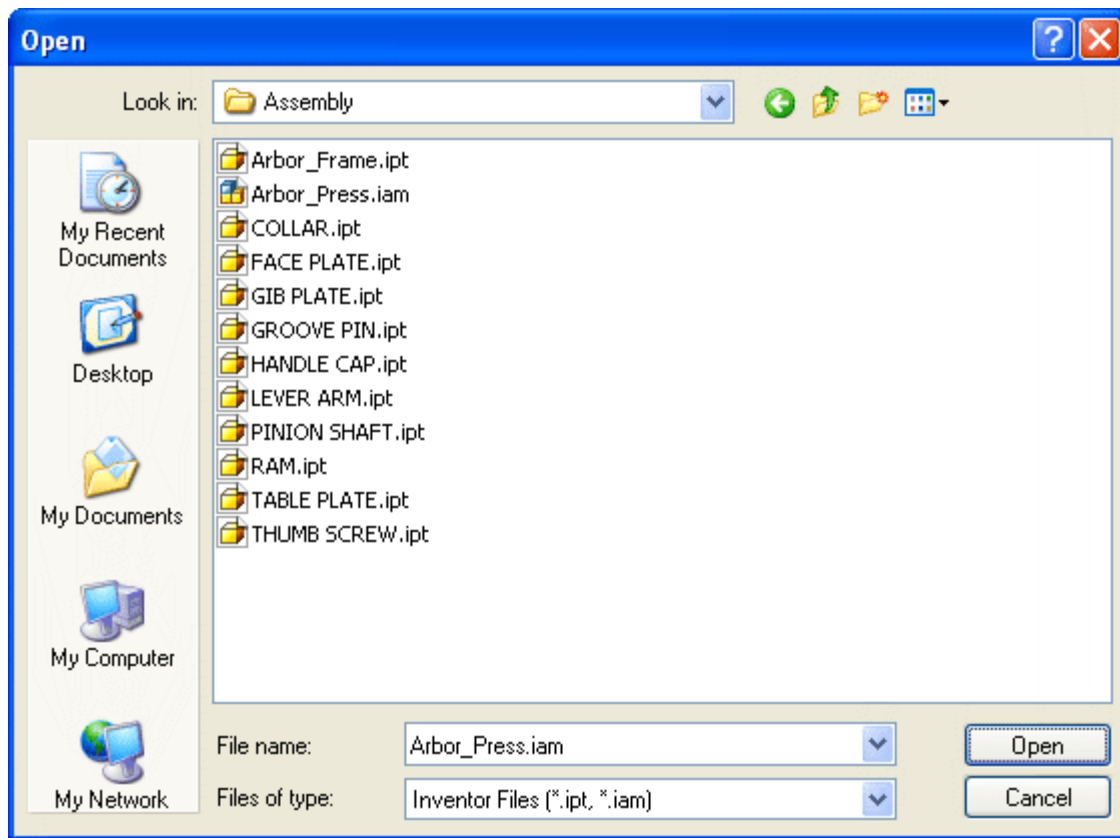 Open
Look in:
Assembly
My Recent
Documents
Desktop
My Documents
My Computer
My Network
Arbor_Frame.ipt
Arbor_Press.iam
COLLAR.ipt
FACE PLATE.ipt
GIB PLATE.ipt
GROOVE PIN.ipt
HANDLE CAP.ipt
LEVER ARM.ipt
PINION SHAFT.ipt
RAM.ipt
TABLE PLATE.ipt
THUMB SCREW.ipt
File name:
Arbor_Press.iam
Open
Files of type:
Inventor Files (*.ipt, *.iam)
Cancel